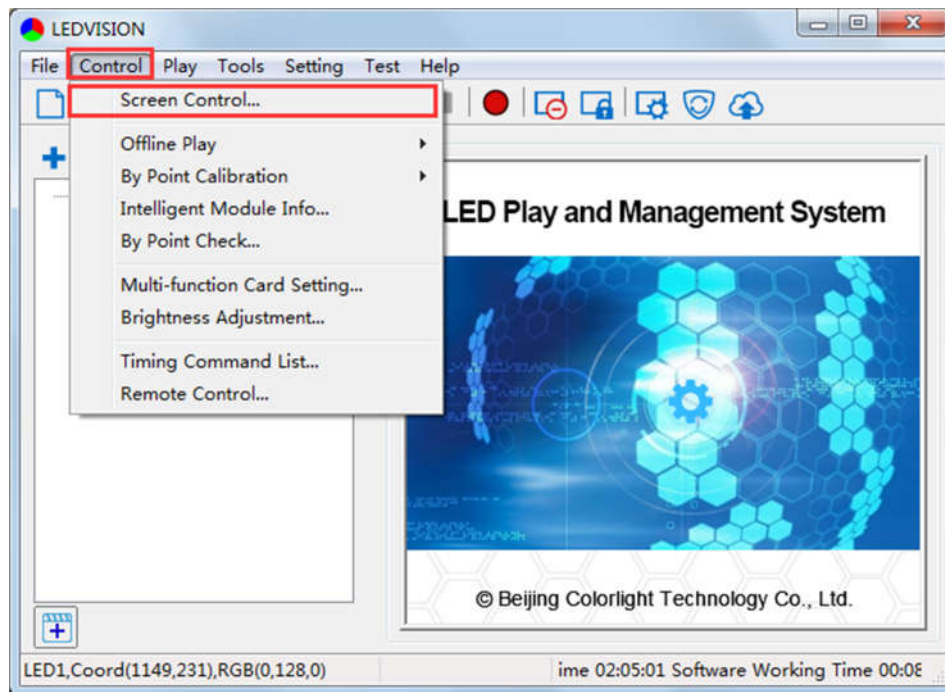 LEDVISION
File Control Play Tools Setting Test Help
Screen Control...
Offline Play
By Point Calibration
Intelligent Module Info...
By Point Check...
Multi-function Card Setting...
Brightness Adjustment...
Timing Command List...
Remote Control...
LED Play and Management System
© Beijing Colorlight Technology Co., Ltd.
LED1,Coord(1149,231),RGB(0,128,0) ime 02:05:01 Software Working Time 00:08